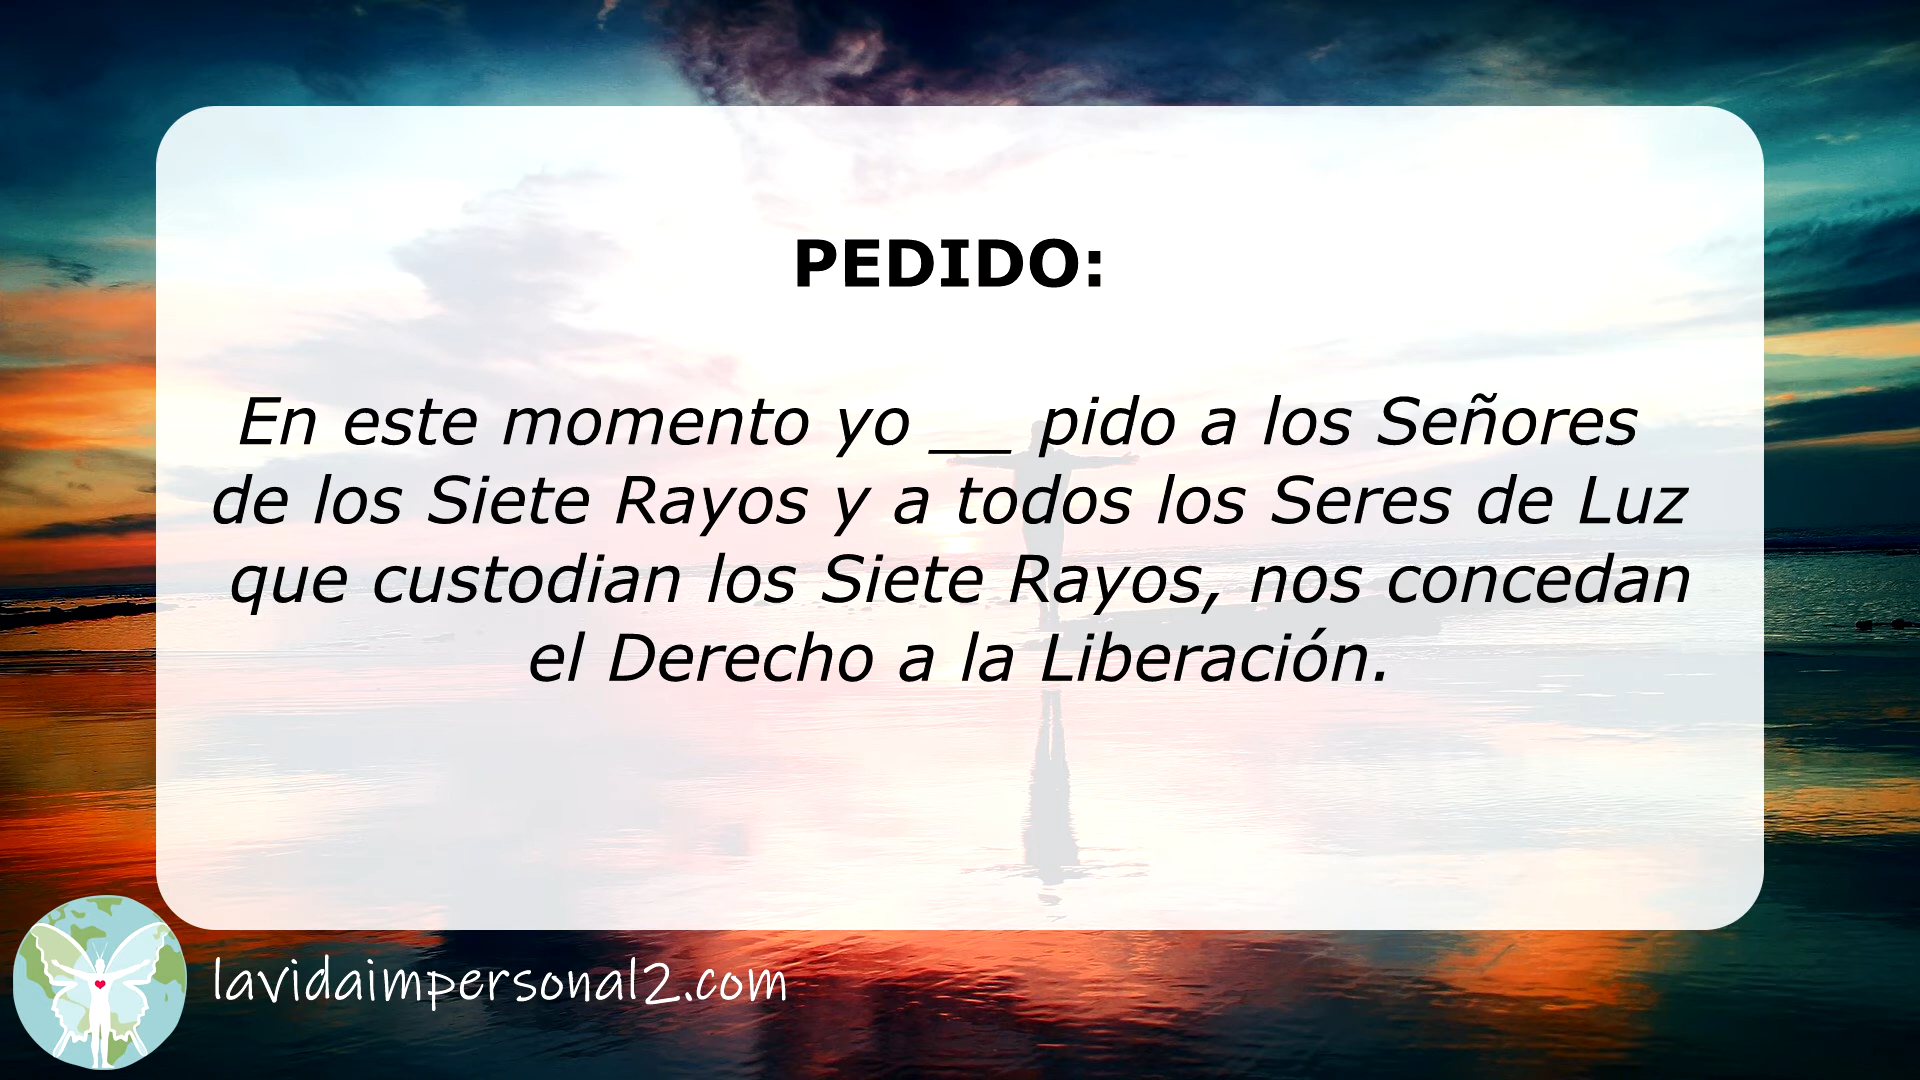 PEDIDO:
En este momento yo __ pido a los Señores
de los Siete Rayos y a todos los Seres de Luz
que custodian los Siete Rayos, nos concedan
el Derecho a la Liberación.
lavidaimpersonal2.com